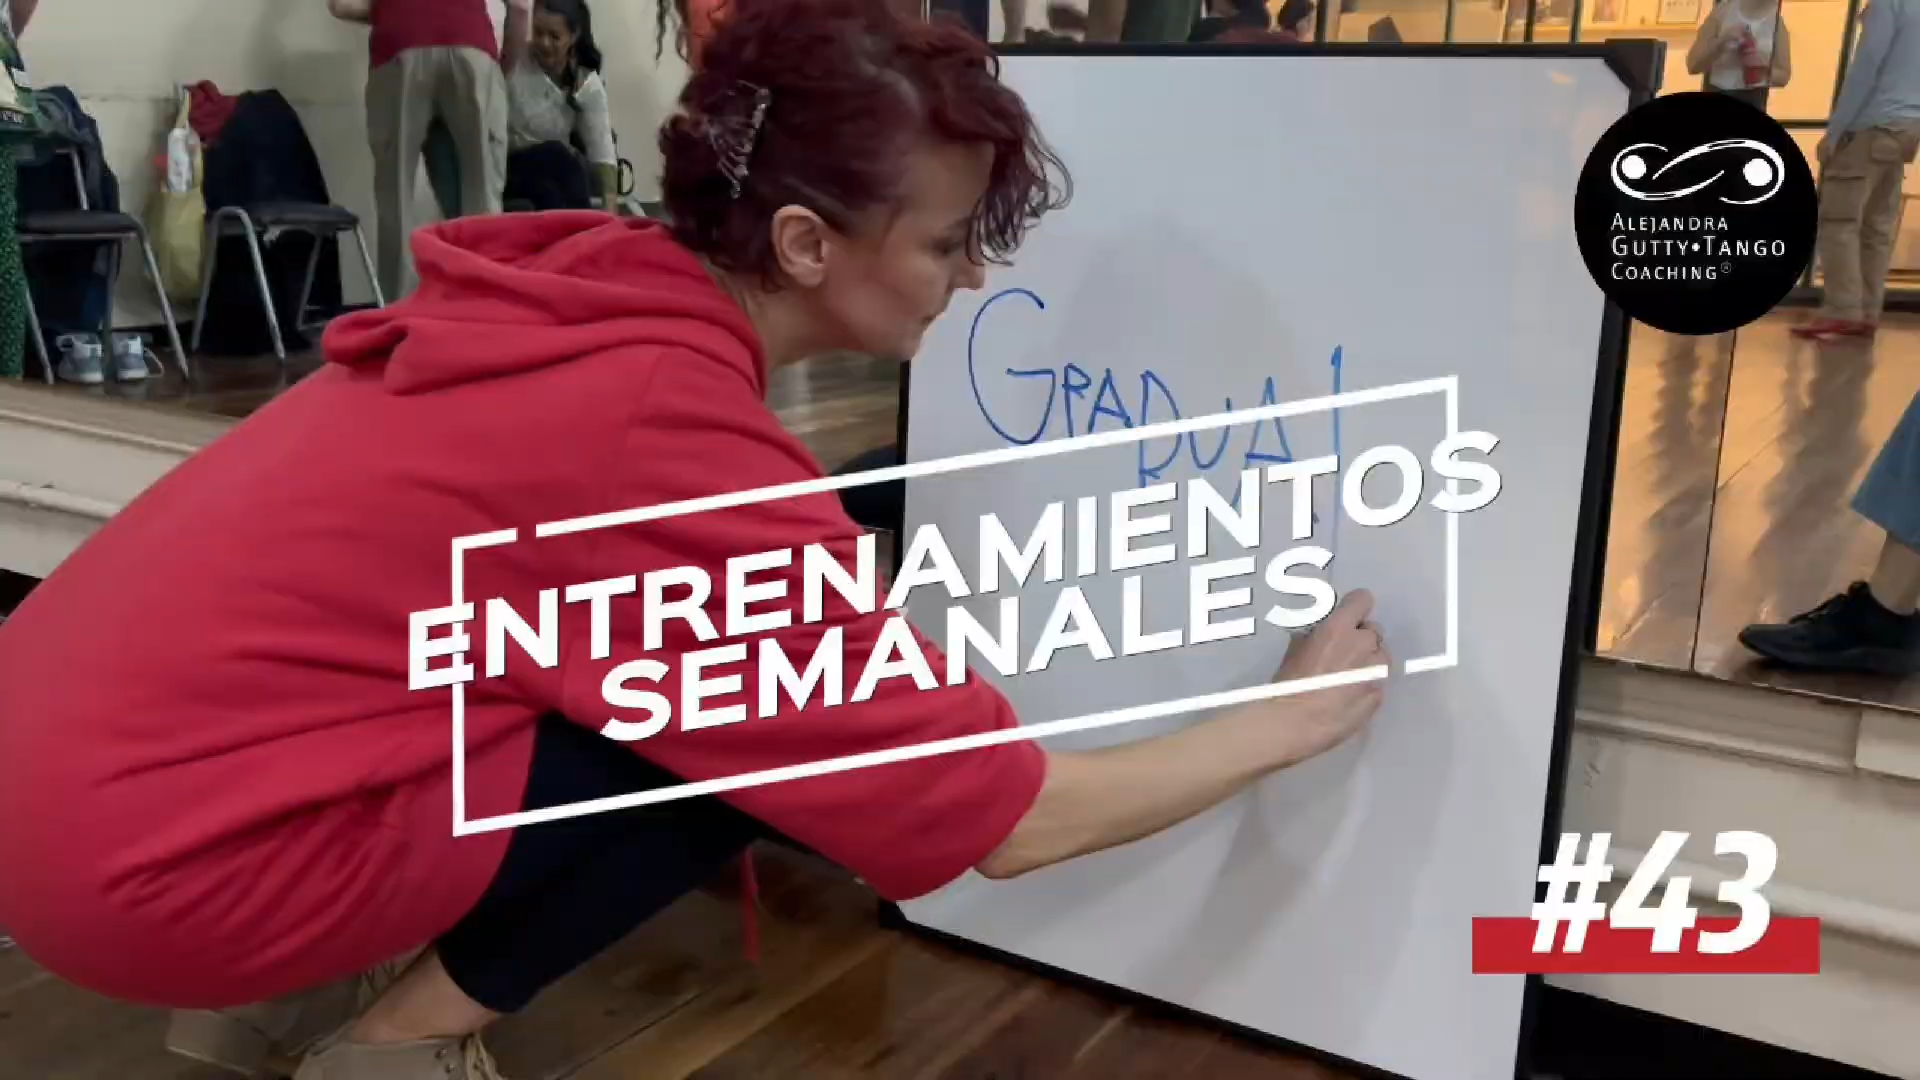 ALEJANDRA
GUTTY•TANGO
COACHING®
GRADUAL
ENTRENAMIENTOS
SEMANALES
#43